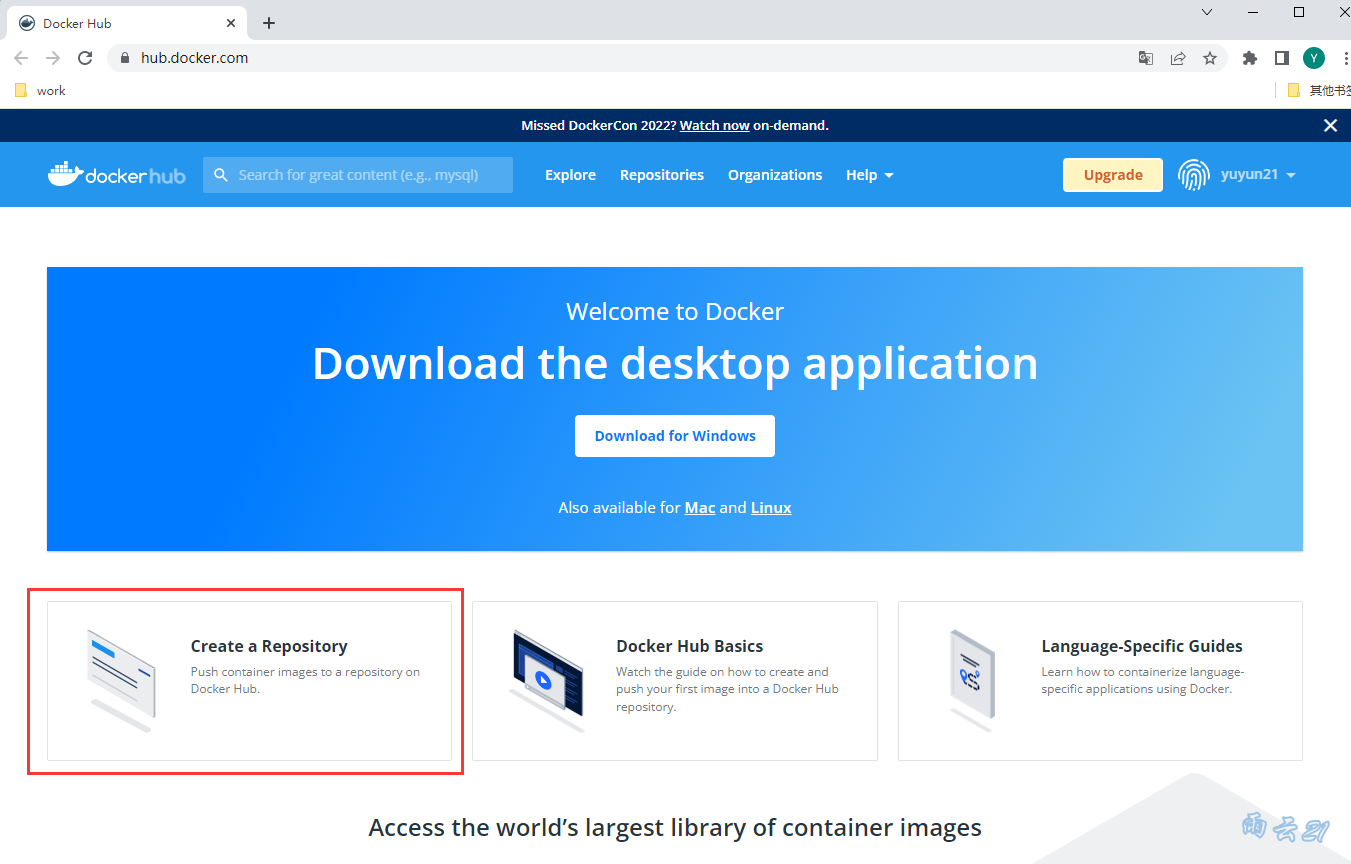 Docker Hub
hub.docker.com
Y
work
其他书签
Missed DockerCon 2022? Watch now on-demand.
docker hub
Search for great content (e.g., mysql)
Explore
Repositories
Organizations
Help
Upgrade
yuyun21
Welcome to Docker
Download the desktop application
Download for Windows
Also available for Mac and Linux
Create a Repository
Push container images to a repository on
Docker Hub.
Docker Hub Basics
Watch the guide on how to create and
push your first image into a Docker Hub
repository.
Language-Specific Guides
Learn how to containerize language-
specific applications using Docker.
Access the world's largest library of container images
雨云21